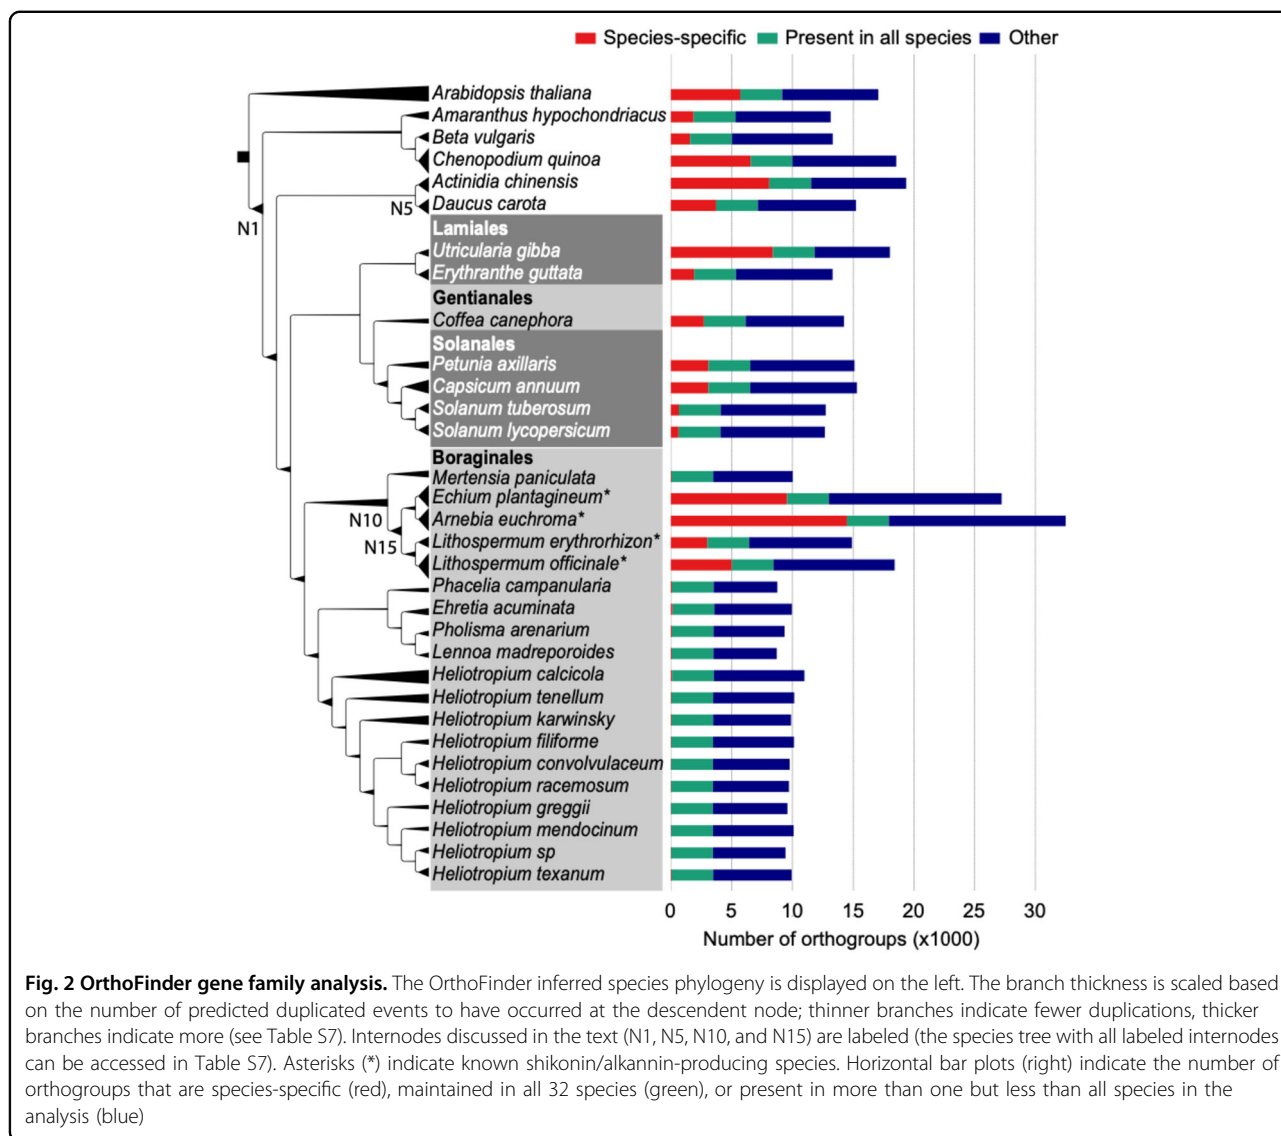 Species-specific Present in all species Other
Arabidopsis thaliana
Amaranthus hypochondriacus
Beta vulgaris
Chenopodium quinoa
Actinidia chinensis
N5 Daucus carota
N1
Lamiales
Utricularia gibba
Erythranthe guttata
Gentianales
Coffea canephora
Solanales
Petunia axillaris
Capsicum annuum
Solanum tuberosum
Solanum lycopersicum
Boraginales
Mertensia paniculata
Echium plantagineum*
N10 Arnebia euchroma*
N15 Lithospermum erythrorhizon*
Lithospermum officinale*
Phacelia campanularia
Ehretia acuminata
Pholisma arenarium
Lennoa madreporoides
Heliotropium calcicola
Heliotropium tenellum
Heliotropium karwinsky
Heliotropium filiforme
Heliotropium convolvulaceum
Heliotropium racemosum
Heliotropium greggii
Heliotropium mendocinum
Heliotropium sp
Heliotropium texanum
0 5 10 15 20 25 30
Number of orthogroups (x1000)
Fig. 2 OrthoFinder gene family analysis. The OrthoFinder inferred species phylogeny is displayed on the left. The branch thickness is scaled based
on the number of predicted duplicated events to have occurred at the descendent node; thinner branches indicate fewer duplications, thicker
branches indicate more (see Table S7). Internodes discussed in the text (N1, N5, N10, and N15) are labeled (the species tree with all labeled internodes
can be accessed in Table S7). Asterisks (*) indicate known shikonin/alkannin-producing species. Horizontal bar plots (right) indicate the number of
orthogroups that are species-specific (red), maintained in all 32 species (green), or present in more than one but less than all species in the
analysis (blue)